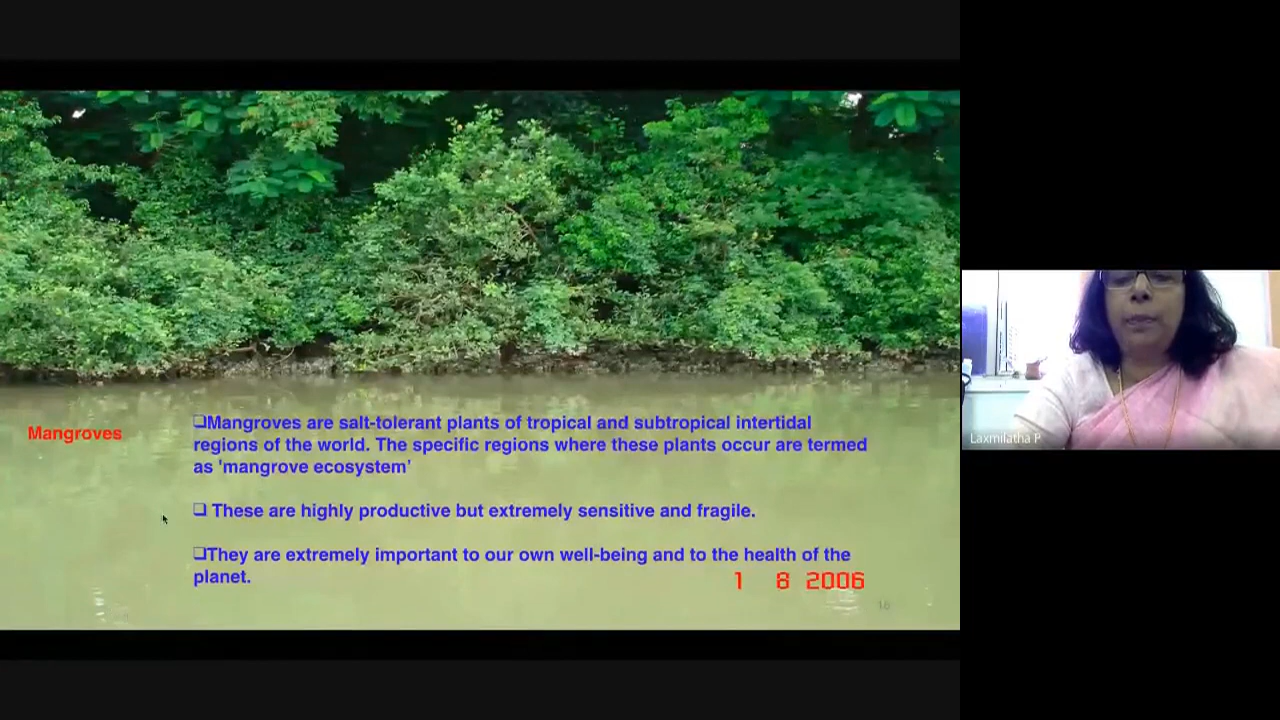 Mangroves
❑Mangroves are salt-tolerant plants of tropical and subtropical intertidal
regions of the world. The specific regions where these plants occur are termed
as 'mangrove ecosystem'
❑ These are highly productive but extremely sensitive and fragile.
❑They are extremely important to our own well-being and to the health of the
planet.
1 8 2006
16
Laxmilatha P